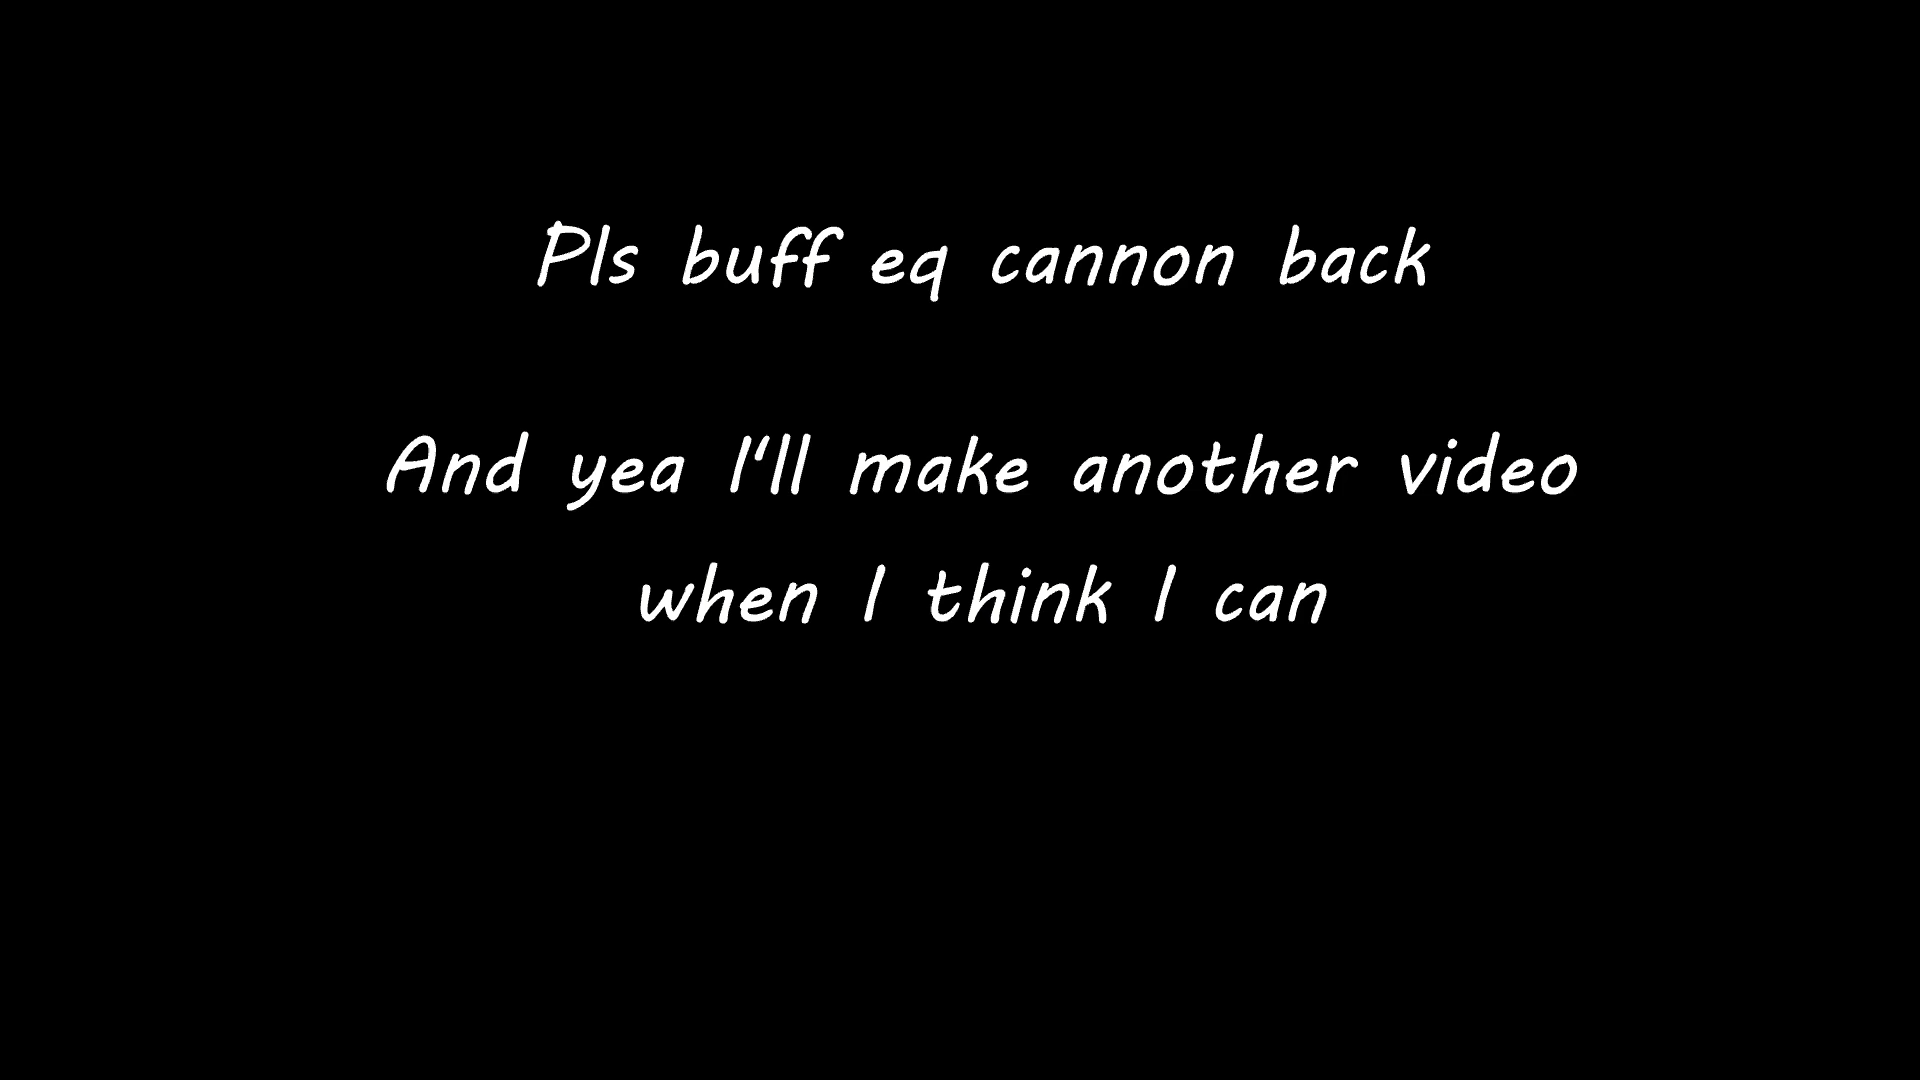 Pls buff eq cannon back
And yea I'll make another video
when I think I can